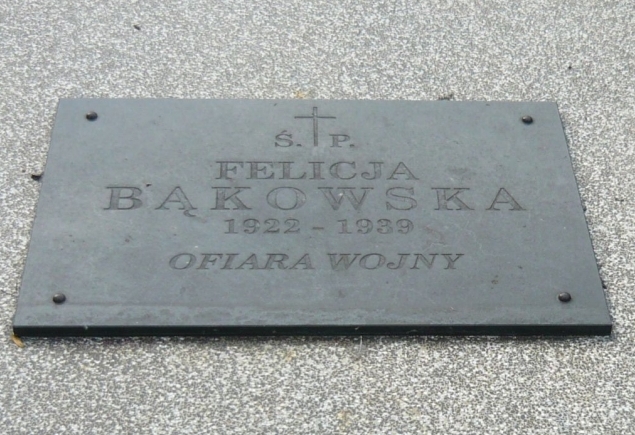 Ś. P.
FELICJA
BĄKOWSKA
1922 - 1939
OFIARA WOJNY